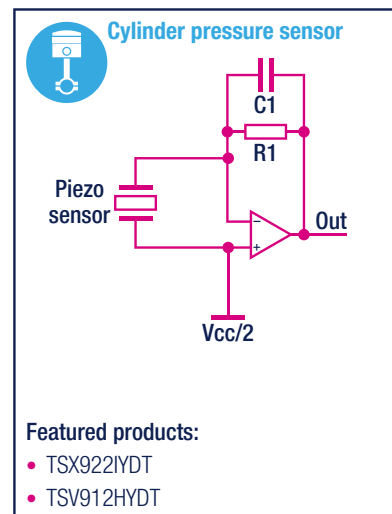 Cylinder pressure sensor
C1
R1
Piezo
sensor
−
+
Out
Vcc/2
Featured products:
• TSX922IYDT
• TSV912HYDT